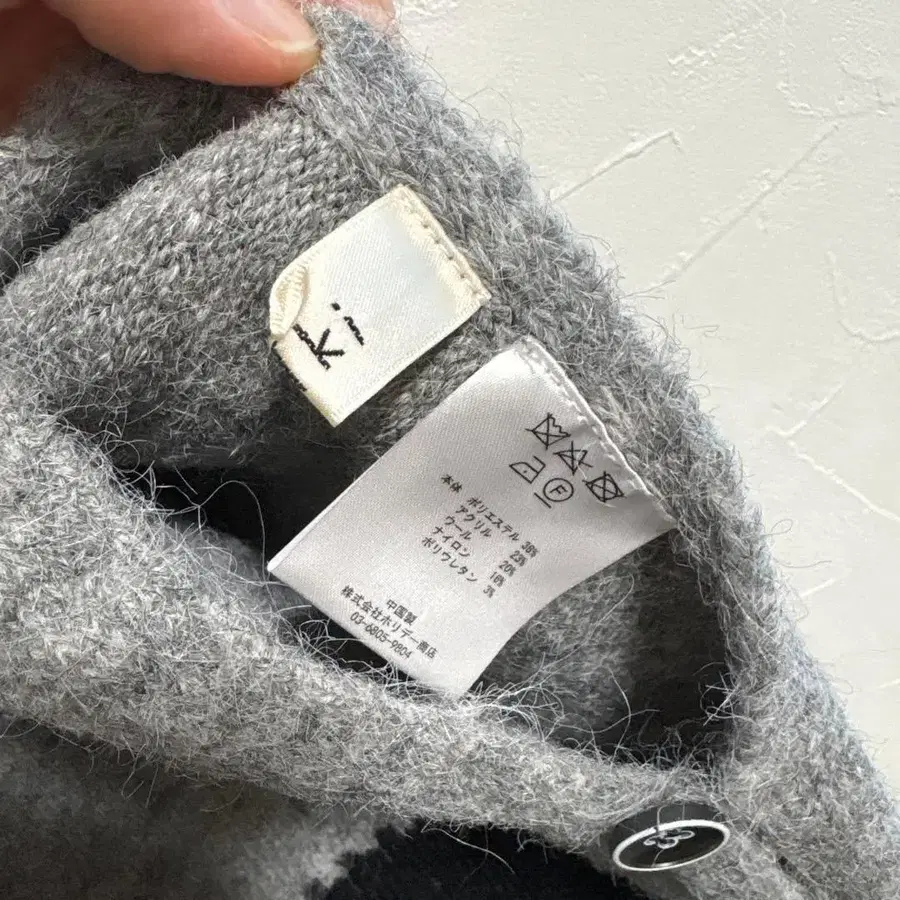 F
本体 ポリエステル 38%
アクリル 23%
ウール 20%
ナイロン 16%
ポリウレタン 3%
中国製
株式会社ホリデー商店
03-6805-9804